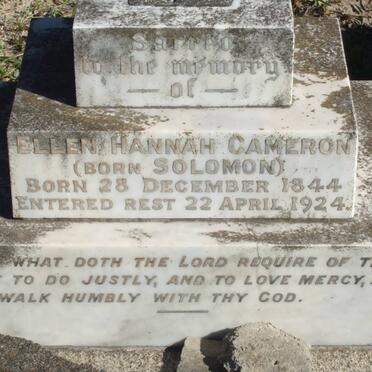 Sacred
to the memory
of
ELLEN HANNAH CAMERON
(BORN SOLOMON)
BORN 28 DECEMBER 1844
ENTERED REST 22 APRIL 1924.
WHAT DOTH THE LORD REQUIRE OF
TO DO JUSTLY, AND TO LOVE MERCY,
WALK HUMBLY WITH THY GOD.